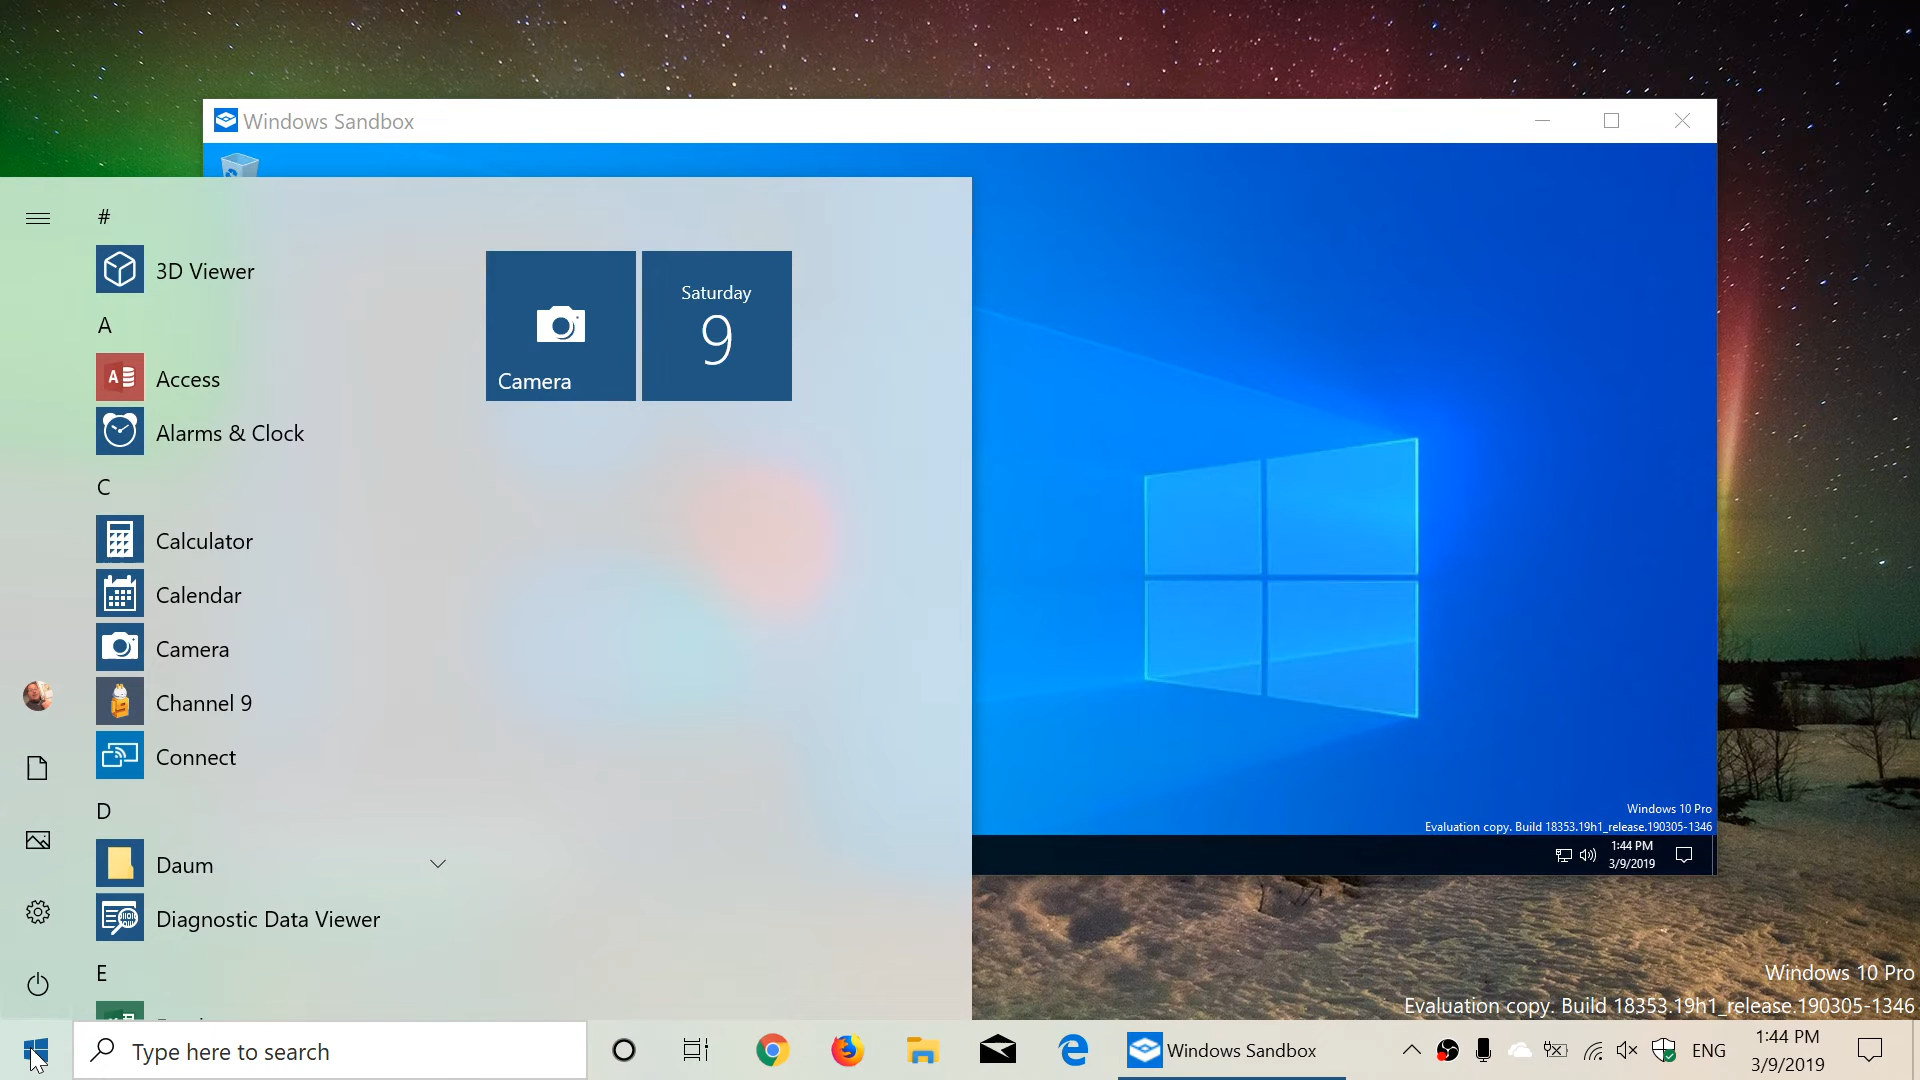 Windows Sandbox
#
3D Viewer
A
Access
Alarms & Clock
C
Calculator
Calendar
Camera
Channel 9
Connect
D
Daum
Diagnostic Data Viewer
E
Camera
Saturday
9
Windows 10 Pro
Evaluation copy. Build 18353.19h1_release.190305-1346
1:44 PM
3/9/2019
Windows 10 Pro
Evaluation copy. Build 18353.19h1_release.190305-1346
Type here to search
Windows Sandbox
ENG
1:44 PM
3/9/2019